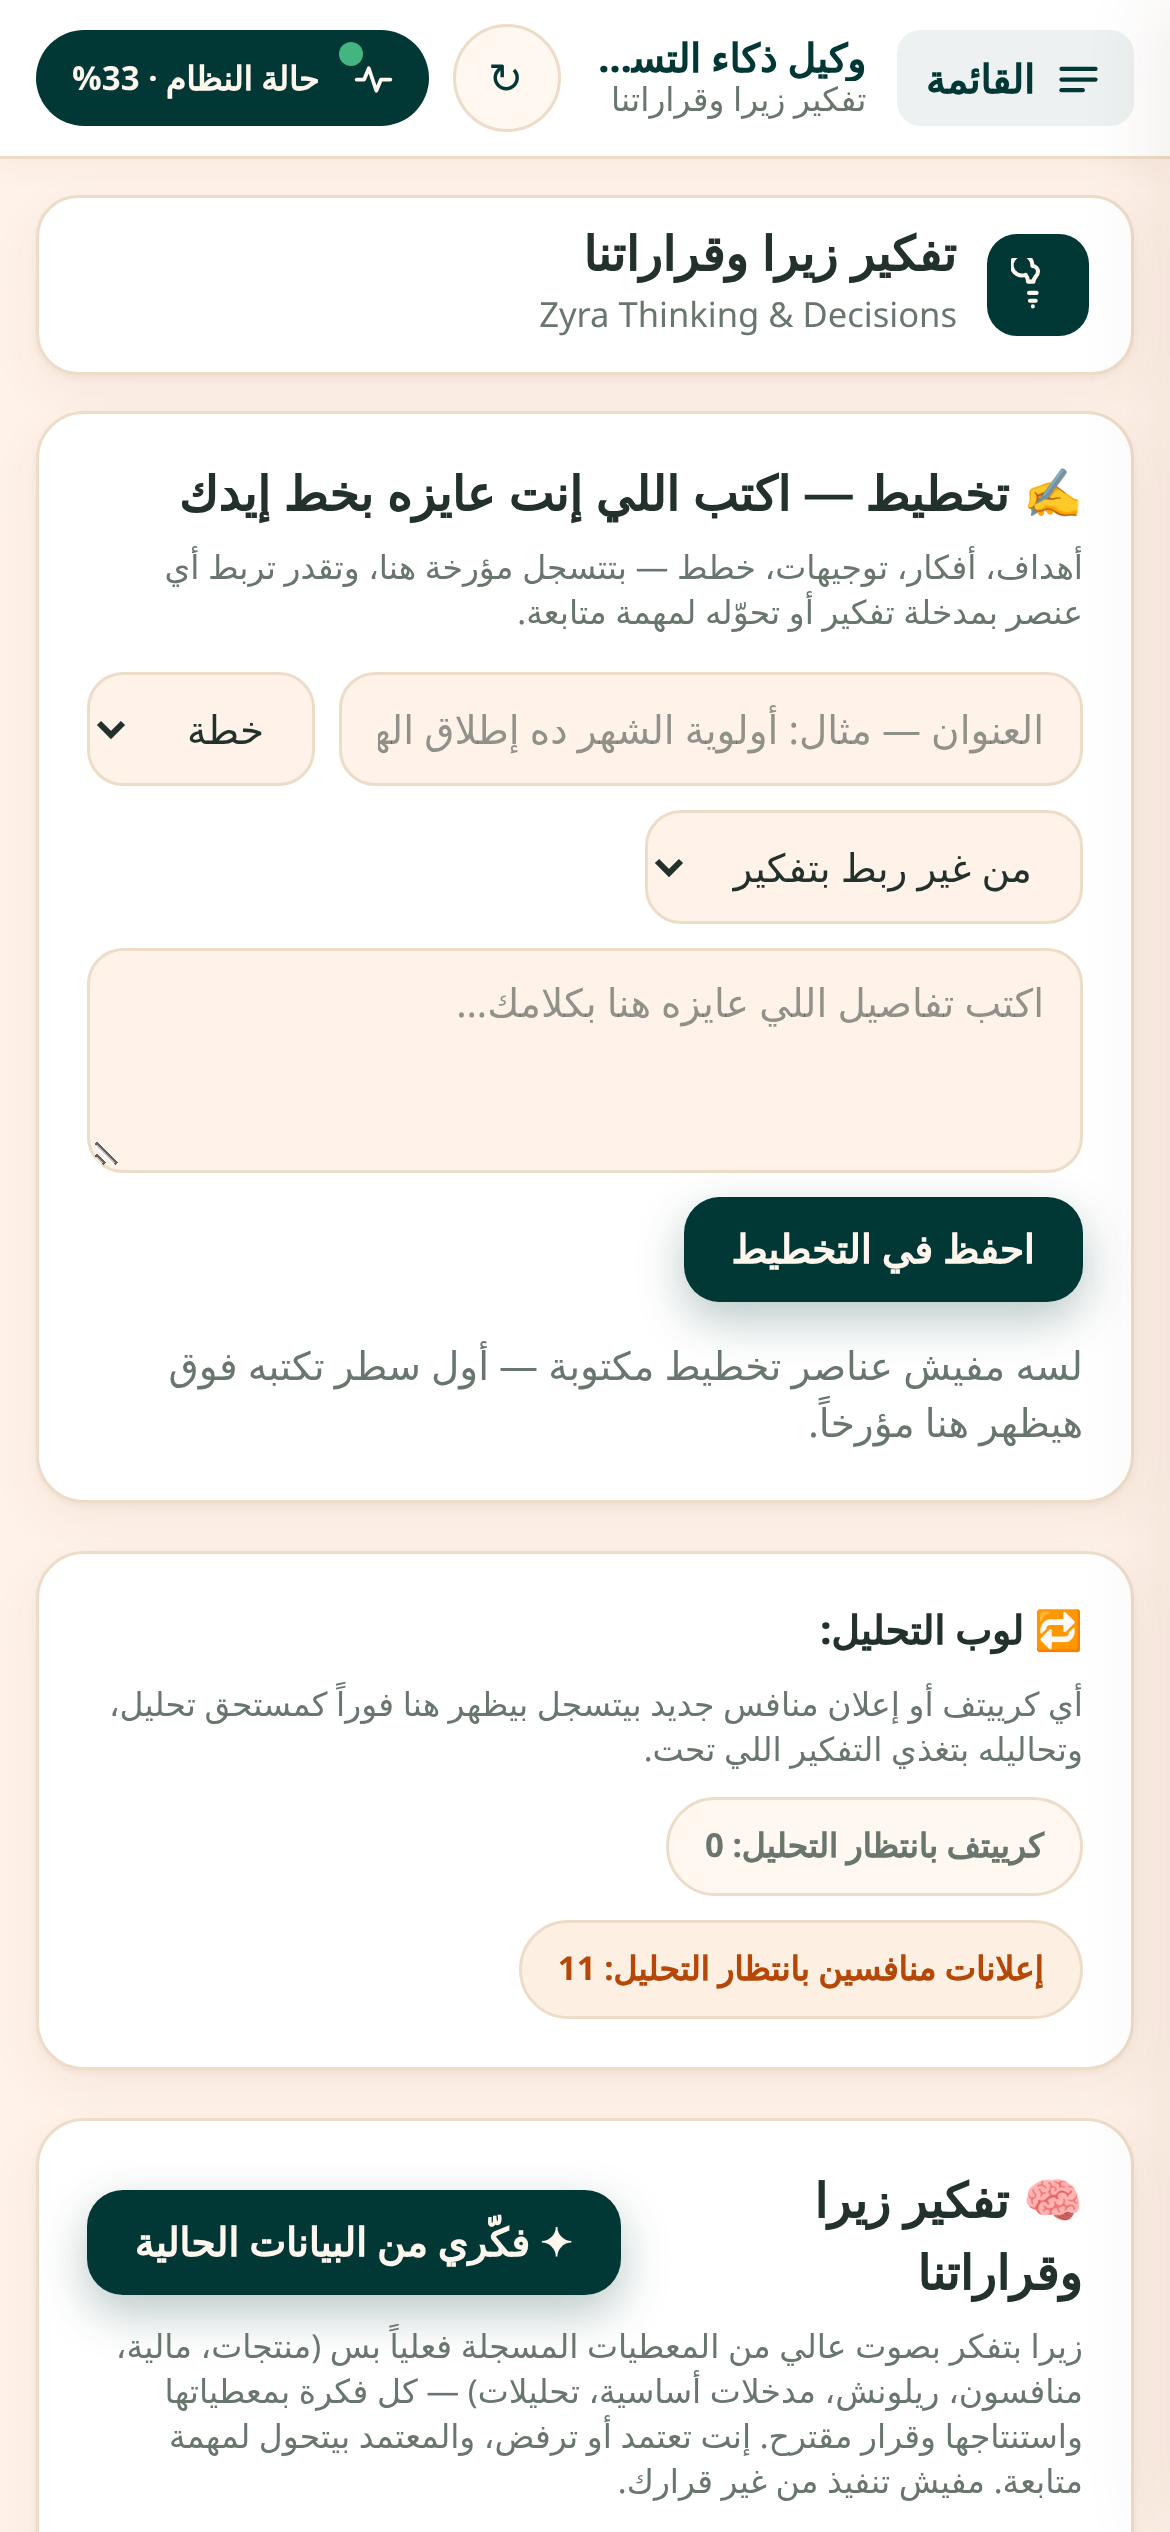 القائمة
وكيل ذكاء التس...
تفكير زيرا وقراراتنا
حالة النظام · 33%
تفكير زيرا وقراراتنا
Zyra Thinking & Decisions
✍️ تخطيط — اكتب اللي إنت عايزه بخط إيدك
أهداف، أفكار، توجيهات، خطط — بتتسجل مؤرخة هنا، وتقدر تربط أي
عنصر بمدخلة تفكير أو تحوّله لمهمة متابعة.
العنوان — مثال: أولوية الشهر ده إطلاق اله
خطة
من غير ربط بتفكير
اكتب تفاصيل اللي عايزه هنا بكلامك...
احفظ في التخطيط
لسه مفيش عناصر تخطيط مكتوبة — أول سطر تكتبه فوق
هيظهر هنا مؤرخاً.
🔁 لوب التحليل:
أي كرييتف أو إعلان منافس جديد بيتسجل بيظهر هنا فوراً كمستحق تحليل،
وتحاليله بتغذي التفكير اللي تحت.
كرييتف بانتظار التحليل: 0
إعلانات منافسين بانتظار التحليل: 11
🧠 تفكير زيرا
وقراراتنا
✦ فكّري من البيانات الحالية
زيرا بتفكر بصوت عالي من المعطيات المسجلة فعلياً بس (منتجات، مالية،
منافسون، ريلونش، مدخلات أساسية، تحليلات) — كل فكرة بمعطياتها
واستنتاجها وقرار مقترح. إنت تعتمد أو ترفض، والمعتمد بيتحول لمهمة
متابعة. مفيش تنفيذ من غير قرارك.